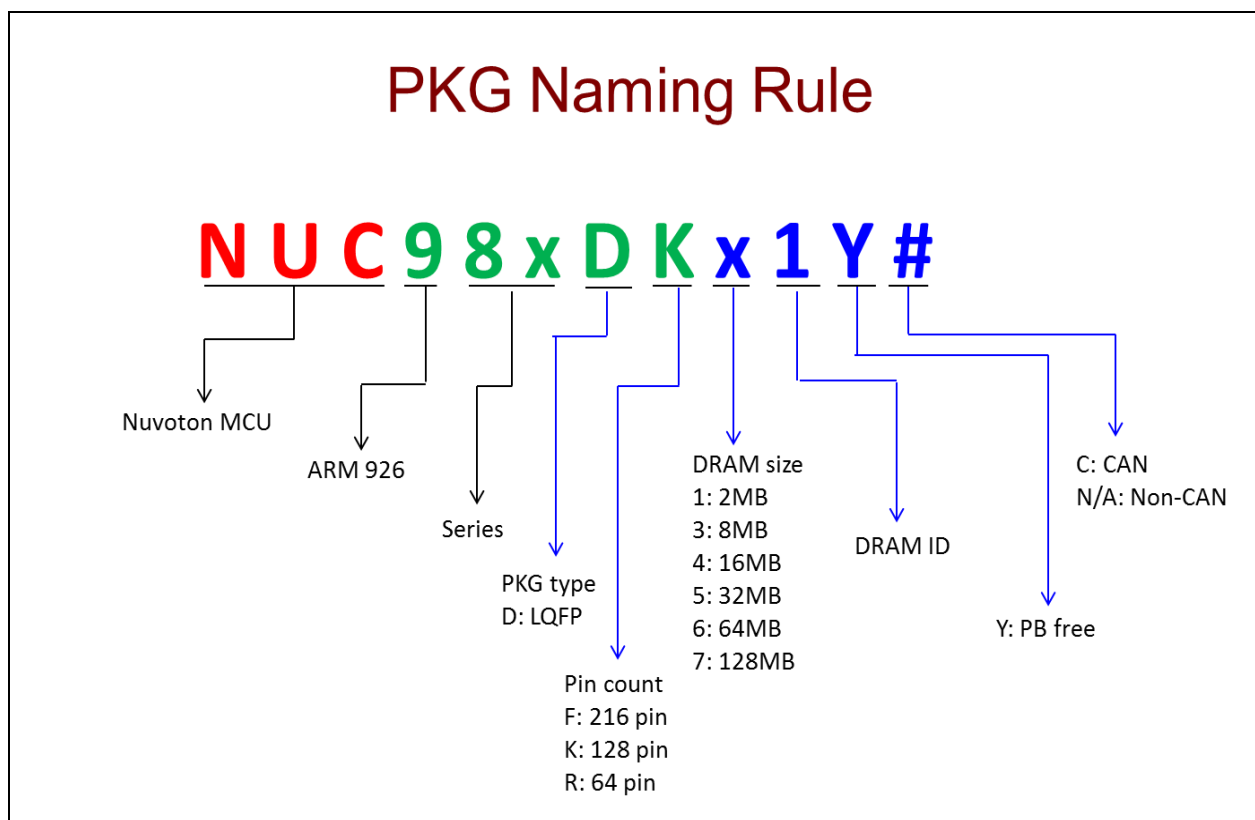 PKG Naming Rule
NUC98xDKx1Y#
Nuvoton MCU
ARM 926
Series
PKG type
D: LQFP
Pin count
F: 216 pin
K: 128 pin
R: 64 pin
DRAM size
1: 2MB
3: 8MB
4: 16MB
5: 32MB
6: 64MB
7: 128MB
DRAM ID
Y: PB free
C: CAN
N/A: Non-CAN